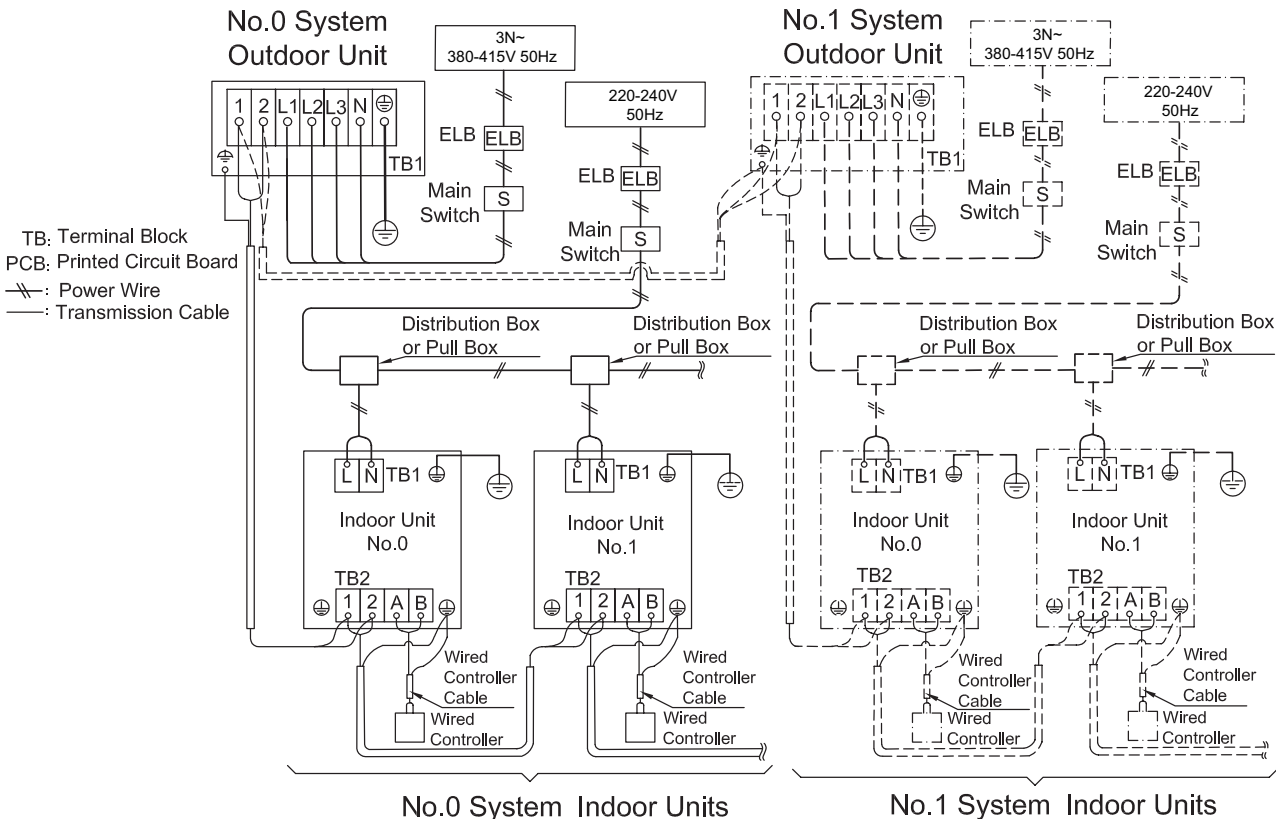 No.0 System
Outdoor Unit
3N~
380-415V 50Hz
220-240V
50Hz
1 2 L1 L2 L3 N
TB1
ELB ELB
Main
Switch
S
ELB ELB
Main
Switch
S
No.1 System
Outdoor Unit
3N~
380-415V 50Hz
220-240V
50Hz
1 2 L1 L2 L3 N
TB1
ELB ELB
Main
Switch
S
ELB ELB
Main
Switch
S
TB: Terminal Block
PCB: Printed Circuit Board
: Power Wire
: Transmission Cable
Distribution Box
or Pull Box
Distribution Box
or Pull Box
Distribution Box
or Pull Box
Distribution Box
or Pull Box
L N TB1
Indoor Unit
No.0
TB2
1 2 A B
Wired
Controller
Cable
Wired
Controller
L N TB1
Indoor Unit
No.1
TB2
1 2 A B
Wired
Controller
Cable
Wired
Controller
L N TB1
Indoor Unit
No.0
TB2
1 2 A B
Wired
Controller
Cable
Wired
Controller
L N TB1
Indoor Unit
No.1
TB2
1 2 A B
Wired
Controller
Cable
Wired
Controller
No.0 System Indoor Units
No.1 System Indoor Units